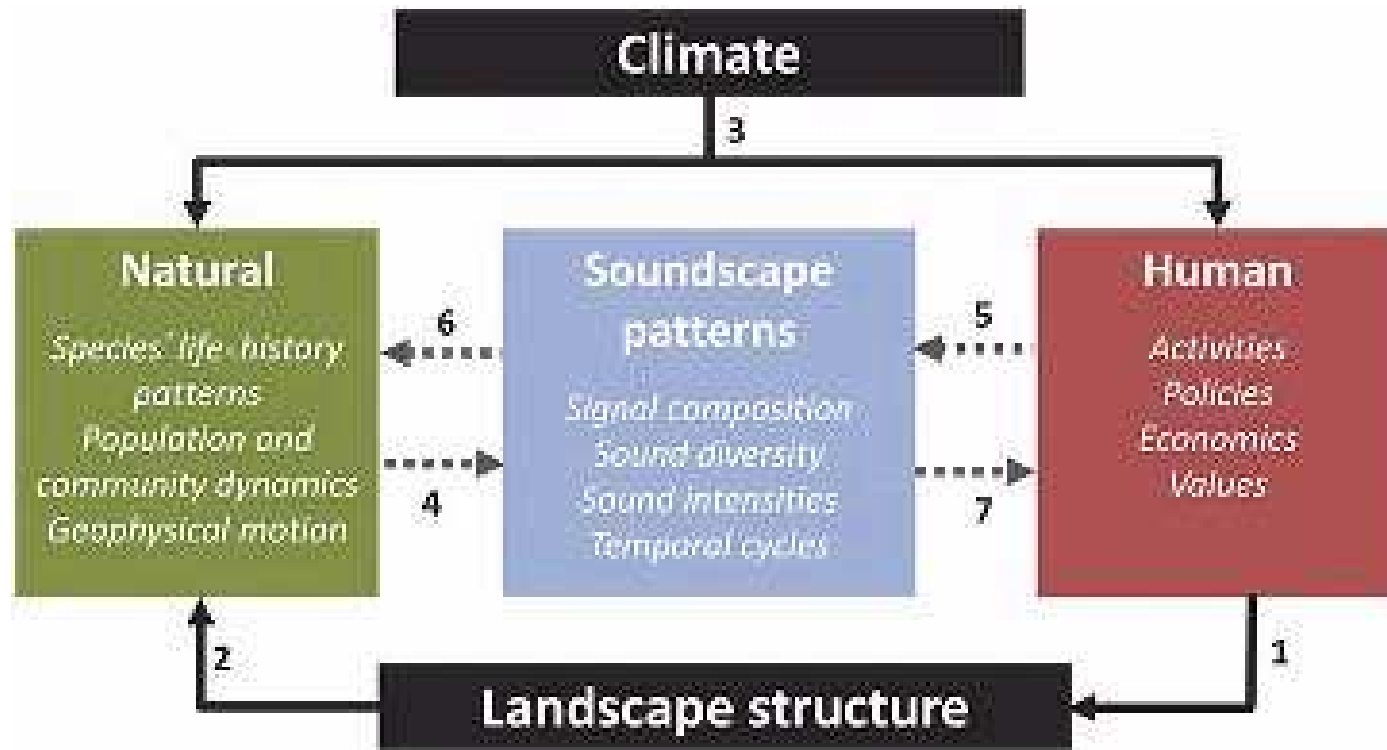 Climate
3
Natural
Species' life-history
patterns
Population and
community dynamics
Geophysical motion
6
4
Soundscape
patterns
Signal composition
Sound diversity
Sound intensities
Temporal cycles
5
7
Human
Activities
Policies
Economics
Values
2
1
Landscape structure